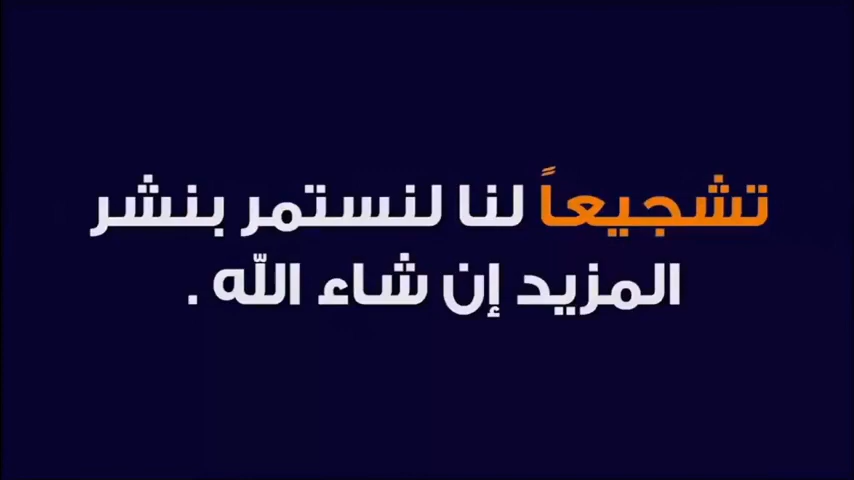 تشجيعاً لنا لنستمر بنشر
المزيد إن شاء الله .